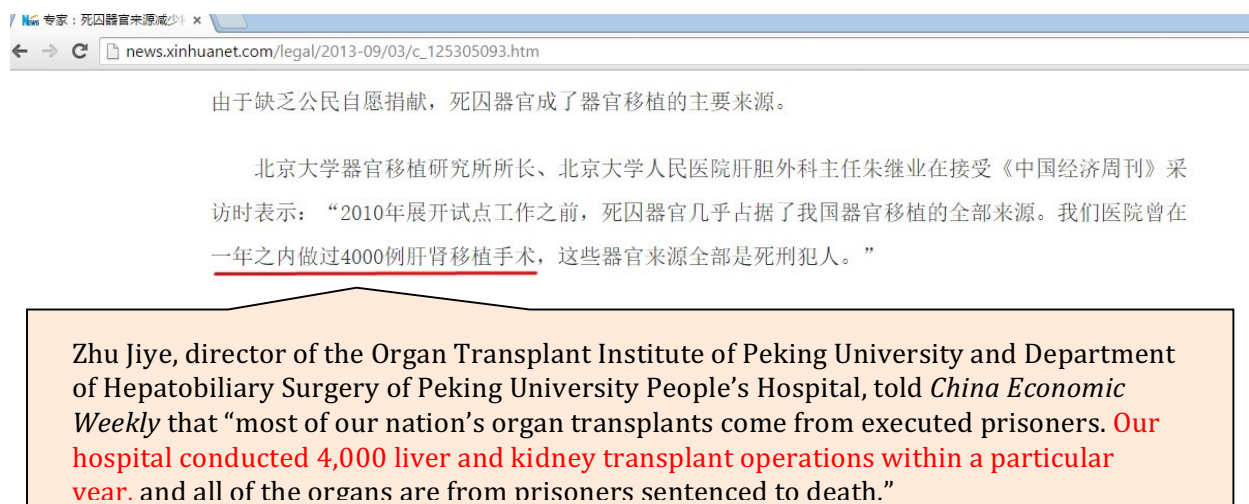 News 专家：死囚器官来源减少
news.xinhuanet.com/legal/2013-09/03/c_125305093.htm
由于缺乏公民自愿捐献，死囚器官成了器官移植的主要来源。
北京大学器官移植研究所所长、北京大学人民医院肝胆外科主任朱继业在接受《中国经济周刊》采
访时表示：“2010年展开试点工作之前，死囚器官几乎占据了我国器官移植的全部来源。我们医院曾在
一年之内做过4000例肝肾移植手术，这些器官来源全部是死刑犯人。”
Zhu Jiye, director of the Organ Transplant Institute of Peking University and Department
of Hepatobiliary Surgery of Peking University People’s Hospital, told China Economic
Weekly that “most of our nation’s organ transplants come from executed prisoners. Our
hospital conducted 4,000 liver and kidney transplant operations within a particular
year, and all of the organs are from prisoners sentenced to death.”